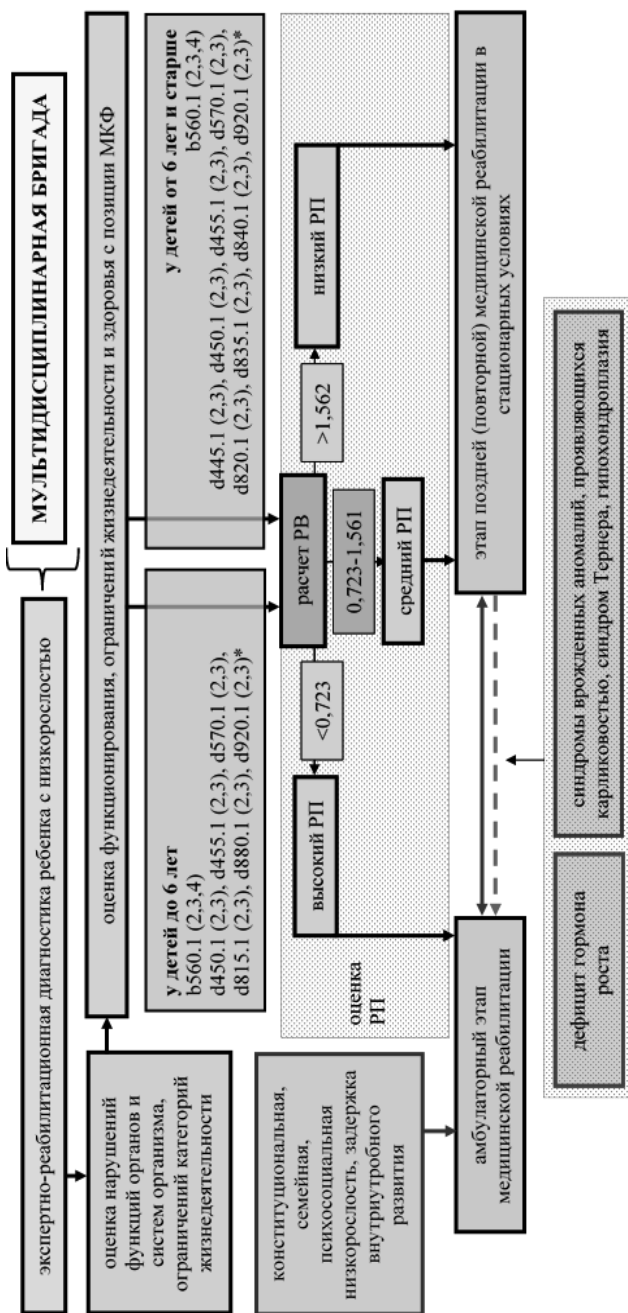 МУЛЬТИДИСЦИПЛИНАРНАЯ БРИГАДА
экспертно-реабилитационная диагностика ребенка с низкорослостью
оценка нарушений
функций органов и
систем организма,
ограничений категорий
жизнедеятельности
оценка функционирования, ограничений жизнедеятельности и здоровья с позиции МКФ
у детей до 6 лет
b560.1 (2,3,4)
d450.1 (2,3), d455.1 (2,3), d570.1 (2,3),
d815.1 (2,3), d880.1 (2,3), d920.1 (2,3)*
у детей от 6 лет и старше
b560.1 (2,3,4)
d445.1 (2,3), d450.1 (2,3), d455.1 (2,3), d570.1 (2,3),
d820.1 (2,3), d835.1 (2,3), d840.1 (2,3), d920.1 (2,3)*
конституциональная,
семейная,
психосоциальная
низкорослость, задержка
внутриутробного
развития
оценка
РП
расчет РВ
<0,723
0,723-1,561
>1,562
высокий РП
средний РП
низкий РП
амбулаторный этап
медицинской реабилитации
этап поздней (повторной) медицинской реабилитации в
стационарных условиях
дефицит гормона
роста
синдромы врожденных аномалий, проявляющихся
карликовостью, синдром Тернера, гипохондроплазия